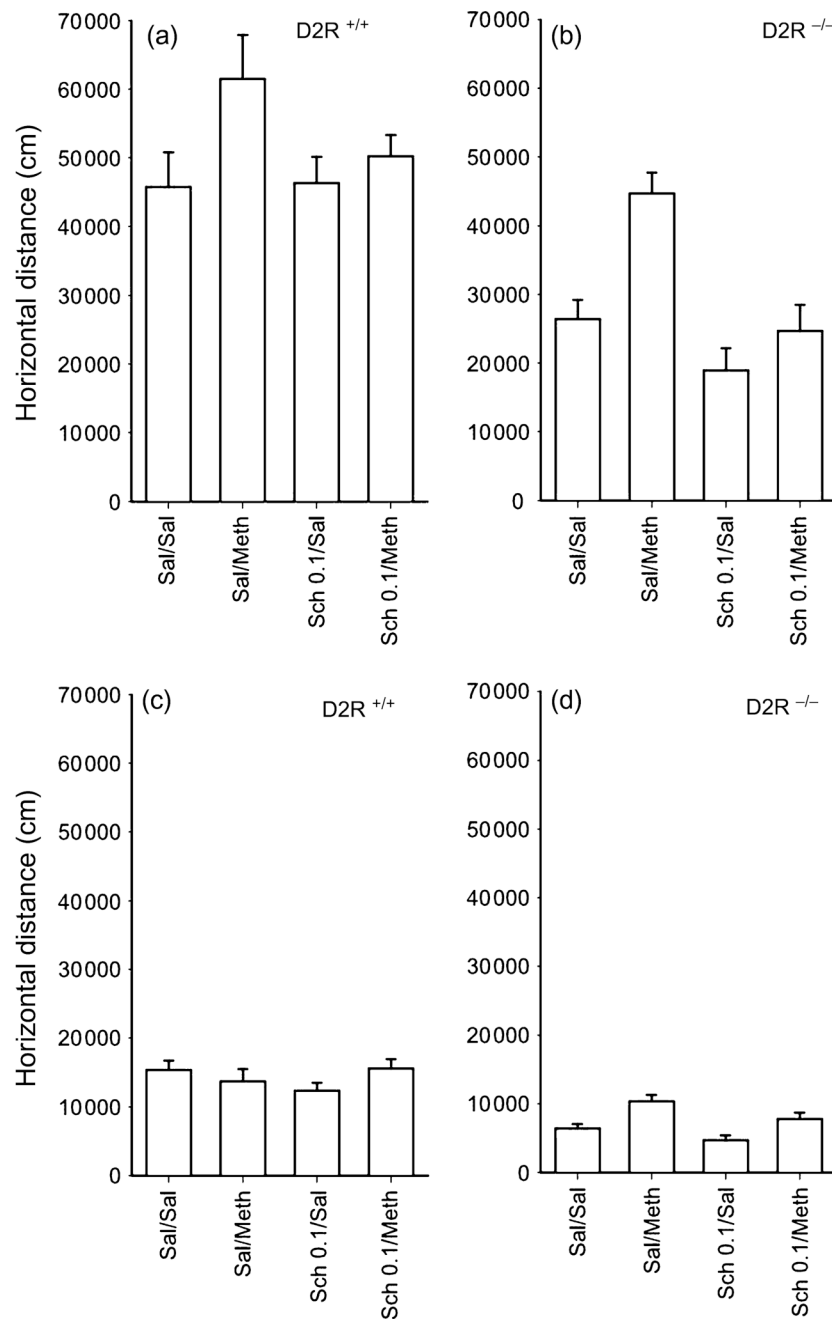 (a)
D2R +/+
Horizontal distance (cm)
70000
60000
50000
40000
30000
20000
10000
0
Sal/Sal
Sal/Meth
Sch 0.1/Sal
Sch 0.1/Meth
(b)
D2R –/–
70000
60000
50000
40000
30000
20000
10000
0
Sal/Sal
Sal/Meth
Sch 0.1/Sal
Sch 0.1/Meth
(c)
D2R +/+
Horizontal distance (cm)
70000
60000
50000
40000
30000
20000
10000
0
Sal/Sal
Sal/Meth
Sch 0.1/Sal
Sch 0.1/Meth
(d)
D2R –/–
70000
60000
50000
40000
30000
20000
10000
0
Sal/Sal
Sal/Meth
Sch 0.1/Sal
Sch 0.1/Meth